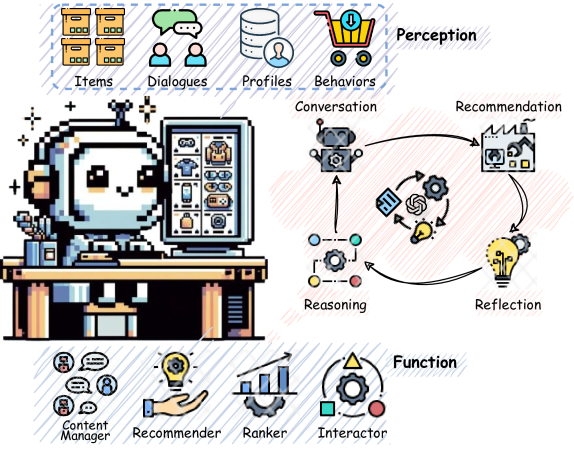 Perception
Items
Dialogues
Profiles
Behaviors
Conversation
Recommendation
Reasoning
Reflection
Function
Content
Manager
Recommender
Ranker
Interactor